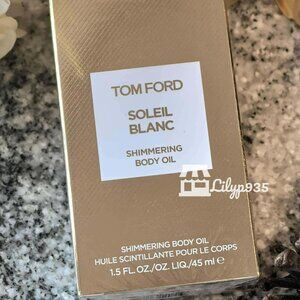 TOM FORD
SOLEIL
BLANC
SHIMMERING
BODY OIL
Lilyp935
SHIMMERING BODY OIL
HUILE SCINTILLANTE POUR LE CORPS
1.5 FL. OZ./OZ. LIQ./45 ml ℮